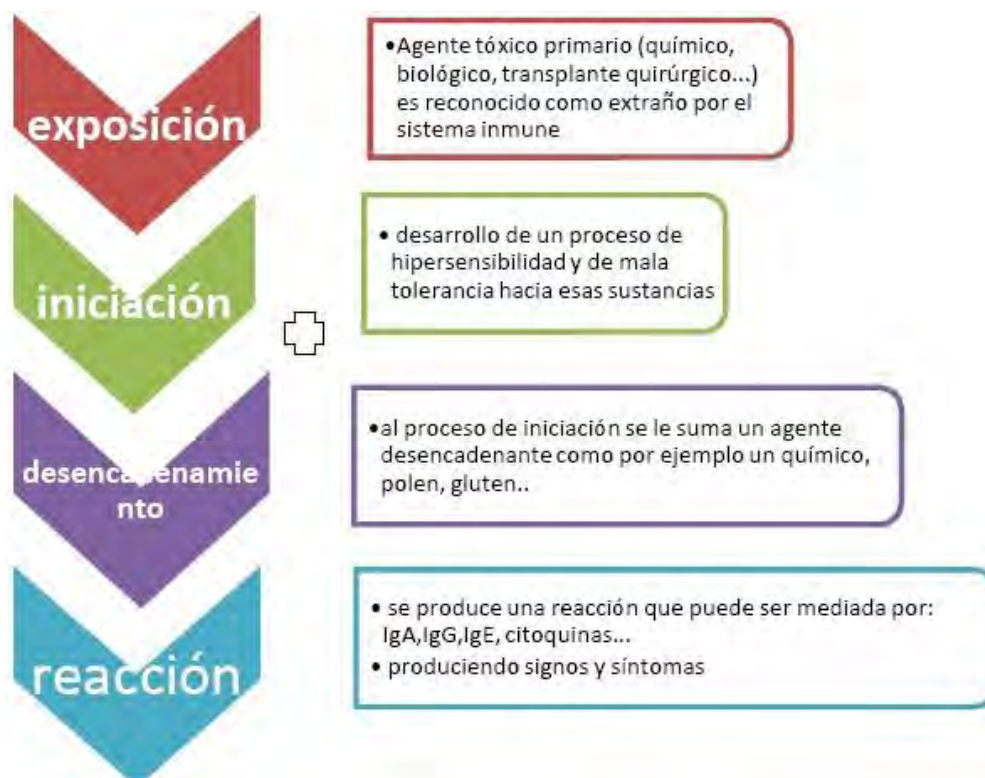 exposición
•Agente tóxico primario (químico,
biológico, transplante quirúrgico...)
es reconocido como extraño por el
sistema inmune
iniciación
• desarrollo de un proceso de
hipersensibilidad y de mala
tolerancia hacia esas sustancias
desencadenamie
nto
•al proceso de iniciación se le suma un agente
desencadenante como por ejemplo un químico,
polen, gluten..
reacción
• se produce una reacción que puede ser mediada por:
IgA,IgG,IgE, citoquinas...
• produciendo signos y síntomas